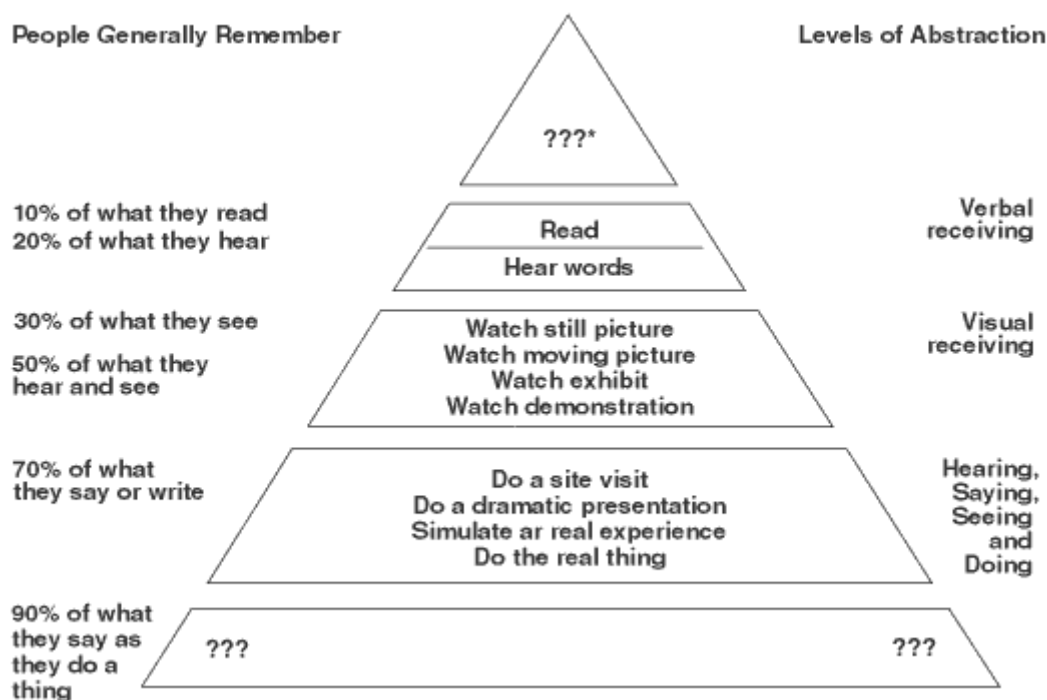 People Generally Remember
Levels of Abstraction
???*
10% of what they read
20% of what they hear
Read
Hear words
Verbal
receiving
30% of what they see
50% of what they
hear and see
Watch still picture
Watch moving picture
Watch exhibit
Watch demonstration
Visual
receiving
70% of what
they say or write
Do a site visit
Do a dramatic presentation
Simulate ar real experience
Do the real thing
Hearing,
Saying,
Seeing
and
Doing
90% of what
they say as
they do a
thing
???
???